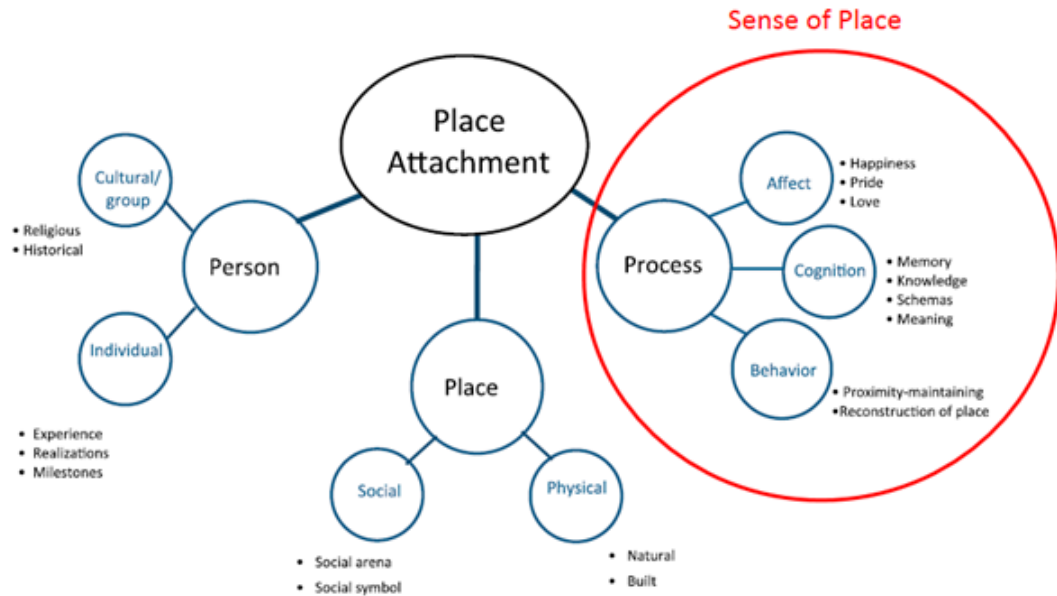 Sense of Place
Place
Attachment
Cultural/
group
• Religious
• Historical
Person
Individual
• Experience
• Realizations
• Milestones
Place
Social
• Social arena
• Social symbol
Physical
• Natural
• Built
Process
Affect
• Happiness
• Pride
• Love
Cognition
• Memory
• Knowledge
• Schemas
• Meaning
Behavior
• Proximity-maintaining
•Reconstruction of place